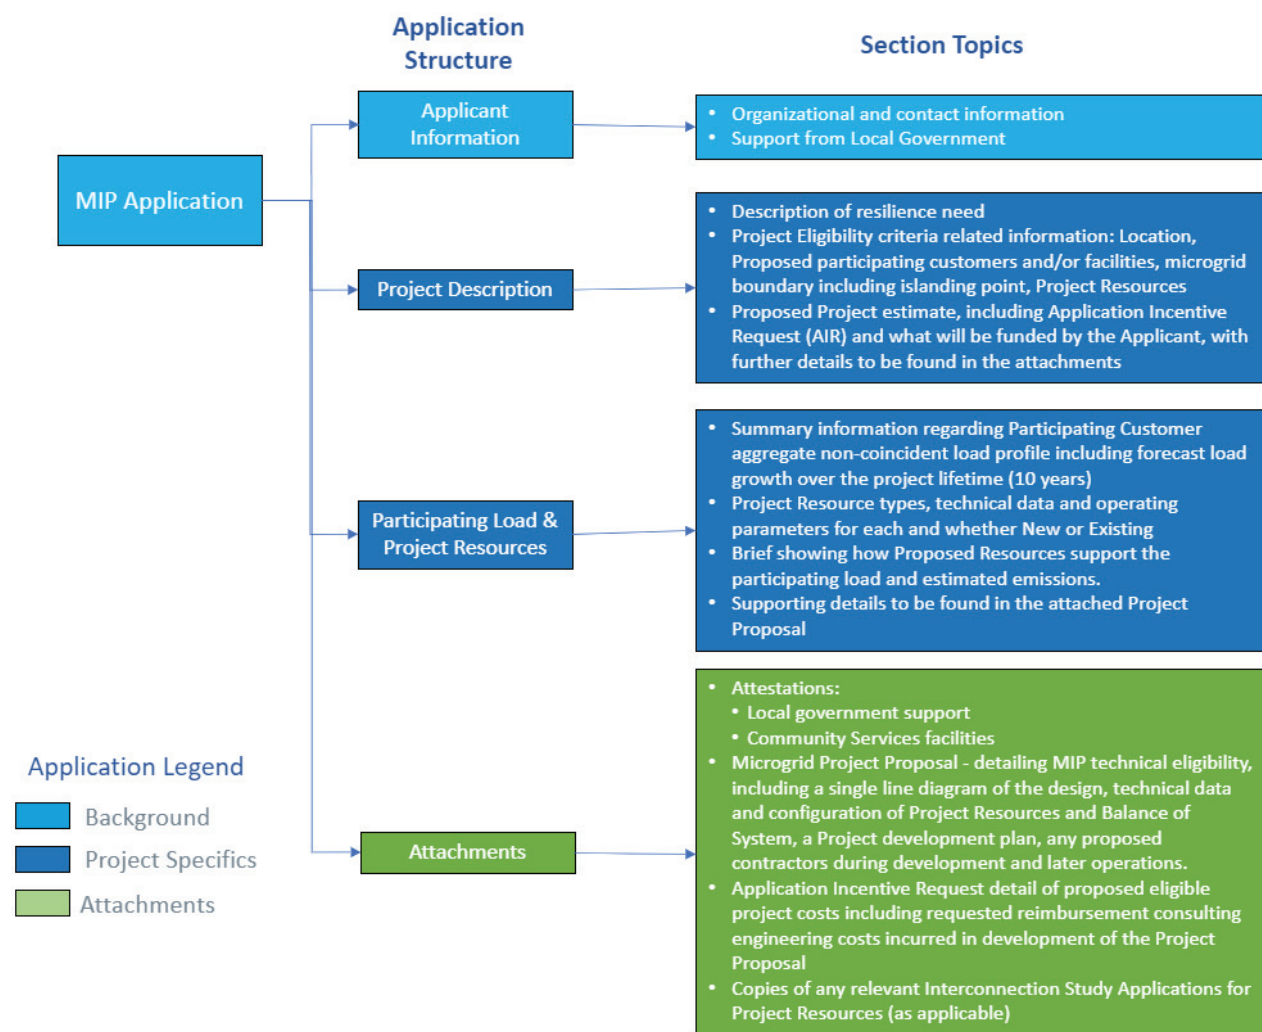 Application
Structure
Section Topics
MIP Application
Applicant
Information
• Organizational and contact information
• Support from Local Government
Project Description
• Description of resilience need
• Project Eligibility criteria related information: Location,
Proposed participating customers and/or facilities, microgrid
boundary including islanding point, Project Resources
• Proposed Project estimate, including Application Incentive
Request (AIR) and what will be funded by the Applicant, with
further details to be found in the attachments
Participating Load &
Project Resources
• Summary information regarding Participating Customer
aggregate non-coincident load profile including forecast load
growth over the project lifetime (10 years)
• Project Resource types, technical data and operating
parameters for each and whether New or Existing
• Brief showing how Proposed Resources support the
participating load and estimated emissions.
• Supporting details to be found in the attached Project
Proposal
Attachments
• Attestations:
• Local government support
• Community Services facilities
• Microgrid Project Proposal - detailing MIP technical eligibility,
including a single line diagram of the design, technical data
and configuration of Project Resources and Balance of
System, a Project development plan, any proposed
contractors during development and later operations.
• Application Incentive Request detail of proposed eligible
project costs including requested reimbursement consulting
engineering costs incurred in development of the Project
Proposal
• Copies of any relevant Interconnection Study Applications for
Project Resources (as applicable)
Application Legend
Background
Project Specifics
Attachments